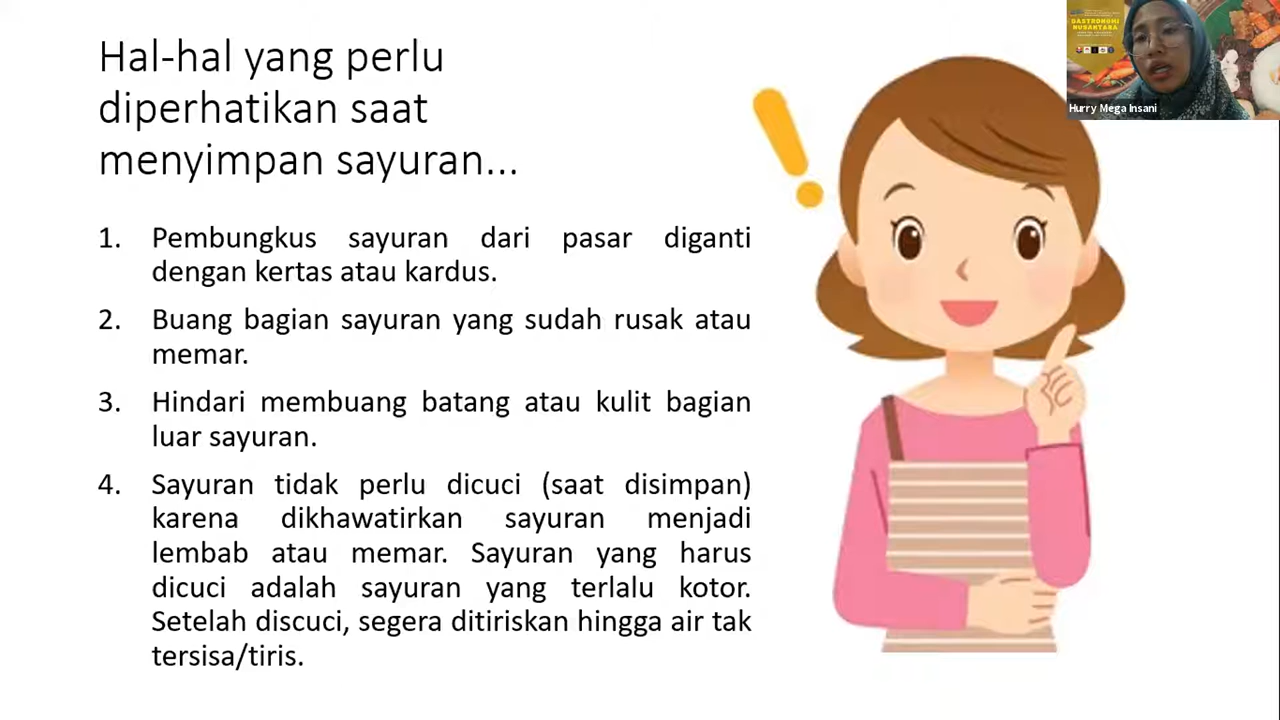 Hal-hal yang perlu
diperhatikan saat
menyimpan sayuran...
1. Pembungkus sayuran dari pasar diganti
dengan kertas atau kardus.
2. Buang bagian sayuran yang sudah rusak atau
memar.
3. Hindari membuang batang atau kulit bagian
luar sayuran.
4. Sayuran tidak perlu dicuci (saat disimpan)
karena dikhawatirkan sayuran menjadi
lembab atau memar. Sayuran yang harus
dicuci adalah sayuran yang terlalu kotor.
Setelah discuci, segera ditiriskan hingga air tak
tersisa/tiris.
GASTRONOMI
NUSANTARA
Hurry Mega Insani